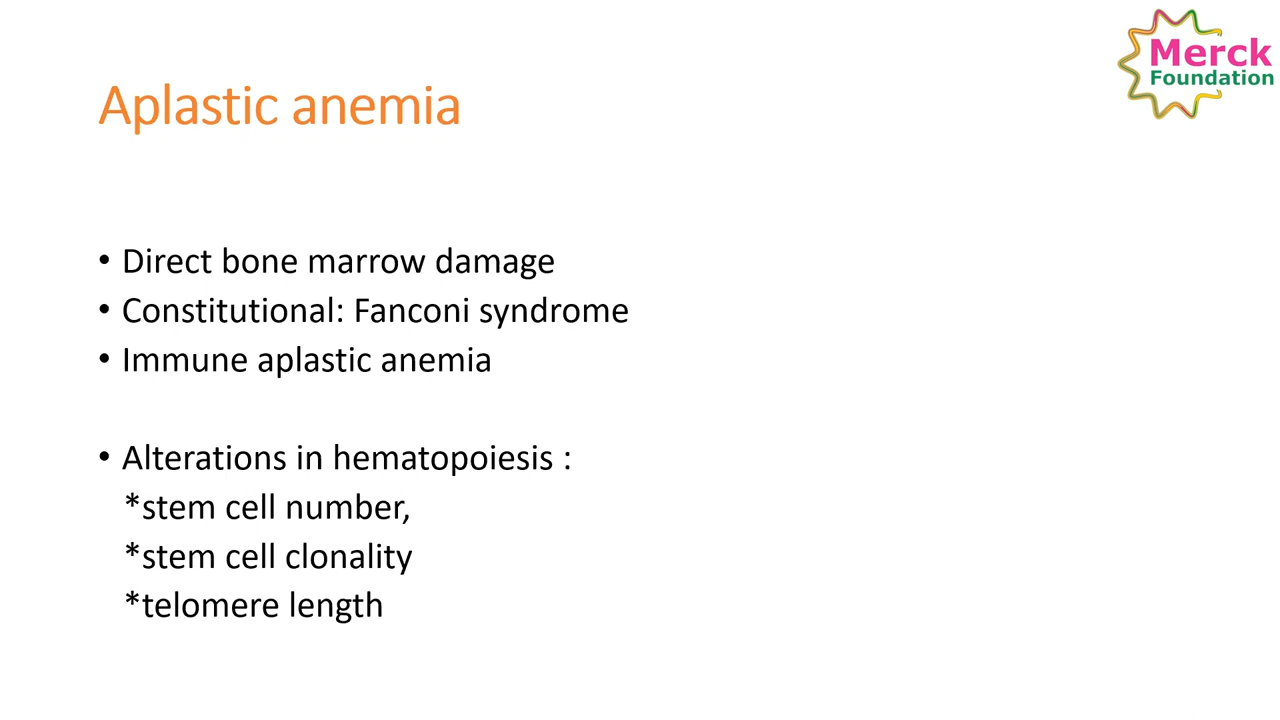 Merck
Foundation
Aplastic anemia
• Direct bone marrow damage
• Constitutional: Fanconi syndrome
• Immune aplastic anemia
• Alterations in hematopoiesis :
*stem cell number,
*stem cell clonality
*telomere length